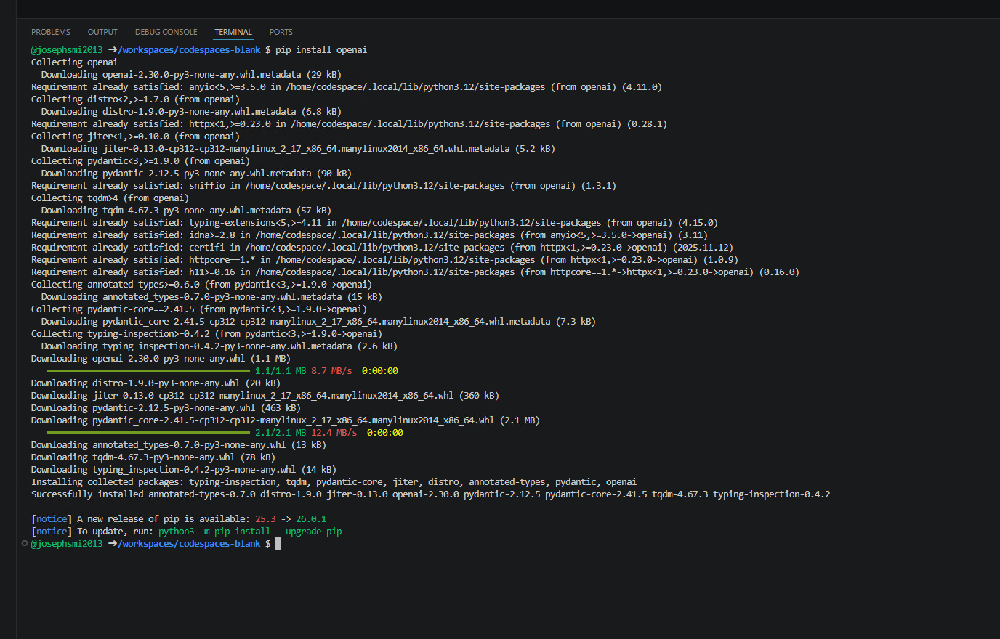 PROBLEMS OUTPUT DEBUG CONSOLE TERMINAL PORTS
@josephsmi2013 ➜/workspaces/codespaces-blank $ pip install openai
Collecting openai
  Downloading openai-2.30.0-py3-none-any.whl.metadata (29 kB)
Requirement already satisfied: anyio<5,>=3.5.0 in /home/codespace/.local/lib/python3.12/site-packages (from openai) (4.11.0)
Collecting distro<2,>=1.7.0 (from openai)
  Downloading distro-1.9.0-py3-none-any.whl.metadata (6.8 kB)
Requirement already satisfied: httpx<1,>=0.23.0 in /home/codespace/.local/lib/python3.12/site-packages (from openai) (0.28.1)
Collecting jiter<1,>=0.10.0 (from openai)
  Downloading jiter-0.13.0-cp312-cp312-manylinux_2_17_x86_64.manylinux2014_x86_64.whl.metadata (5.2 kB)
Collecting pydantic<3,>=1.9.0 (from openai)
  Downloading pydantic-2.12.5-py3-none-any.whl.metadata (90 kB)
Requirement already satisfied: sniffio in /home/codespace/.local/lib/python3.12/site-packages (from openai) (1.3.1)
Collecting tqdm>4 (from openai)
  Downloading tqdm-4.67.3-py3-none-any.whl.metadata (57 kB)
Requirement already satisfied: typing-extensions<5,>=4.11 in /home/codespace/.local/lib/python3.12/site-packages (from openai) (4.15.0)
Requirement already satisfied: idna>=2.8 in /home/codespace/.local/lib/python3.12/site-packages (from anyio<5,>=3.5.0->openai) (3.11)
Requirement already satisfied: certifi in /home/codespace/.local/lib/python3.12/site-packages (from httpx<1,>=0.23.0->openai) (2025.11.12)
Requirement already satisfied: httpcore==1.* in /home/codespace/.local/lib/python3.12/site-packages (from httpx<1,>=0.23.0->openai) (1.0.9)
Requirement already satisfied: h11>=0.16 in /home/codespace/.local/lib/python3.12/site-packages (from httpcore==1.*->httpx<1,>=0.23.0->openai) (0.16.0)
Collecting annotated-types>=0.6.0 (from pydantic<3,>=1.9.0->openai)
  Downloading annotated_types-0.7.0-py3-none-any.whl.metadata (15 kB)
Collecting pydantic-core==2.41.5 (from pydantic<3,>=1.9.0->openai)
  Downloading pydantic_core-2.41.5-cp312-cp312-manylinux_2_17_x86_64.manylinux2014_x86_64.whl.metadata (7.3 kB)
Collecting typing-inspection>=0.4.2 (from pydantic<3,>=1.9.0->openai)
  Downloading typing_inspection-0.4.2-py3-none-any.whl.metadata (2.6 kB)
Downloading openai-2.30.0-py3-none-any.whl (1.1 MB)
1.1/1.1 MB 8.7 MB/s 0:00:00
Downloading distro-1.9.0-py3-none-any.whl (20 kB)
Downloading jiter-0.13.0-cp312-cp312-manylinux_2_17_x86_64.manylinux2014_x86_64.whl (360 kB)
Downloading pydantic-2.12.5-py3-none-any.whl (463 kB)
Downloading pydantic_core-2.41.5-cp312-cp312-manylinux_2_17_x86_64.manylinux2014_x86_64.whl (2.1 MB)
2.1/2.1 MB 12.4 MB/s 0:00:00
Downloading annotated_types-0.7.0-py3-none-any.whl (13 kB)
Downloading tqdm-4.67.3-py3-none-any.whl (78 kB)
Downloading typing_inspection-0.4.2-py3-none-any.whl (14 kB)
Installing collected packages: typing-inspection, tqdm, pydantic-core, jiter, distro, annotated-types, pydantic, openai
Successfully installed annotated-types-0.7.0 distro-1.9.0 jiter-0.13.0 openai-2.30.0 pydantic-2.12.5 pydantic-core-2.41.5 tqdm-4.67.3 typing-inspection-0.4.2
[notice] A new release of pip is available: 25.3 -> 26.0.1
[notice] To update, run: python3 -m pip install --upgrade pip
@josephsmi2013 ➜/workspaces/codespaces-blank $